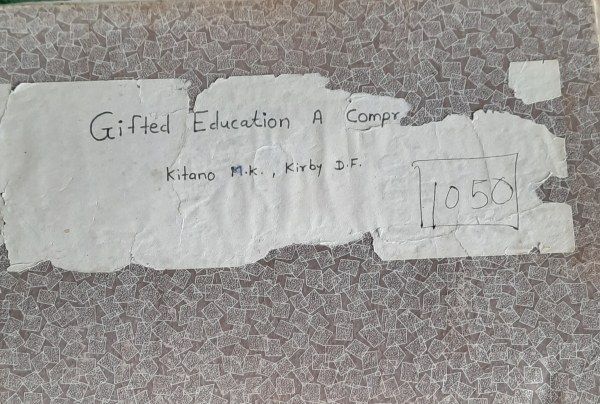 Gifted Education A Compr
Kitano M.K., Kirby D.F.
1050